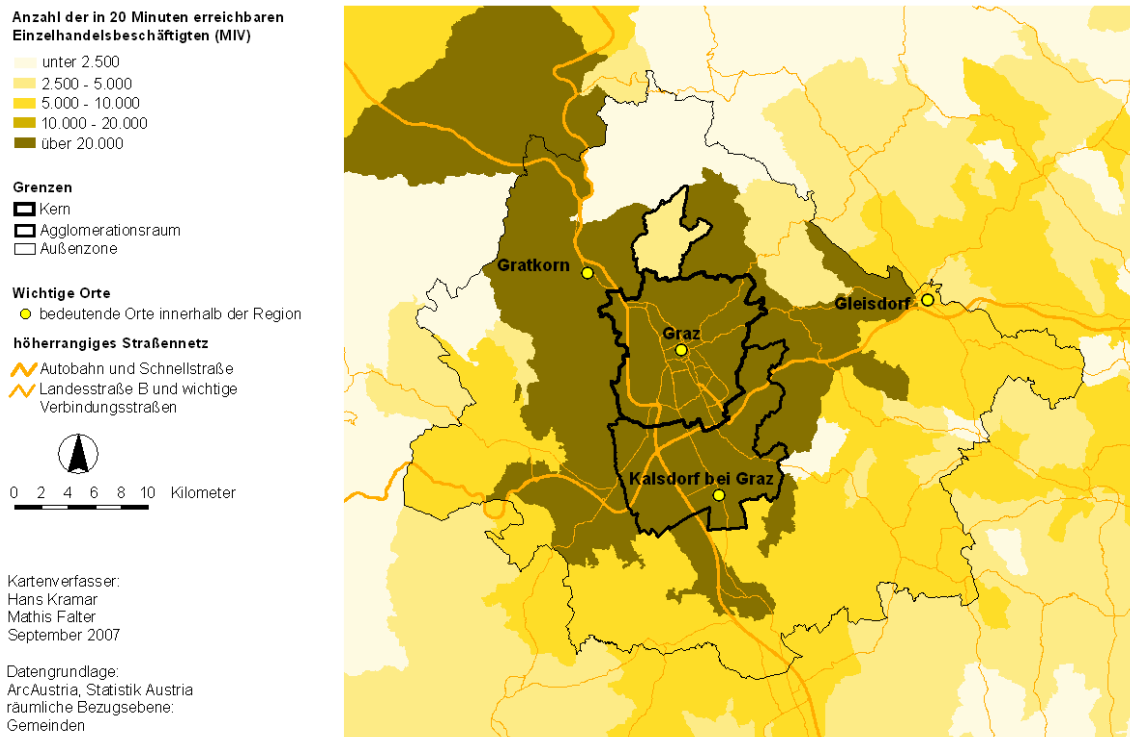 Anzahl der in 20 Minuten erreichbaren
Einzelhandelsbeschäftigten (MIV)
unter 2.500
2.500 - 5.000
5.000 - 10.000
10.000 - 20.000
über 20.000
Grenzen
Kern
Agglomerationsraum
Außenzone
Wichtige Orte
bedeutende Orte innerhalb der Region
höherrangiges Straßennetz
Autobahn und Schnellstraße
Landesstraße B und wichtige
Verbindungsstraßen
0 2 4 6 8 10 Kilometer
Kartenverfasser:
Hans Kramar
Mathis Falter
September 2007
Datengrundlage:
ArcAustria, Statistik Austria
räumliche Bezugsebene:
Gemeinden
Gratkorn
Gleisdorf
Graz
Kalsdorf bei Graz